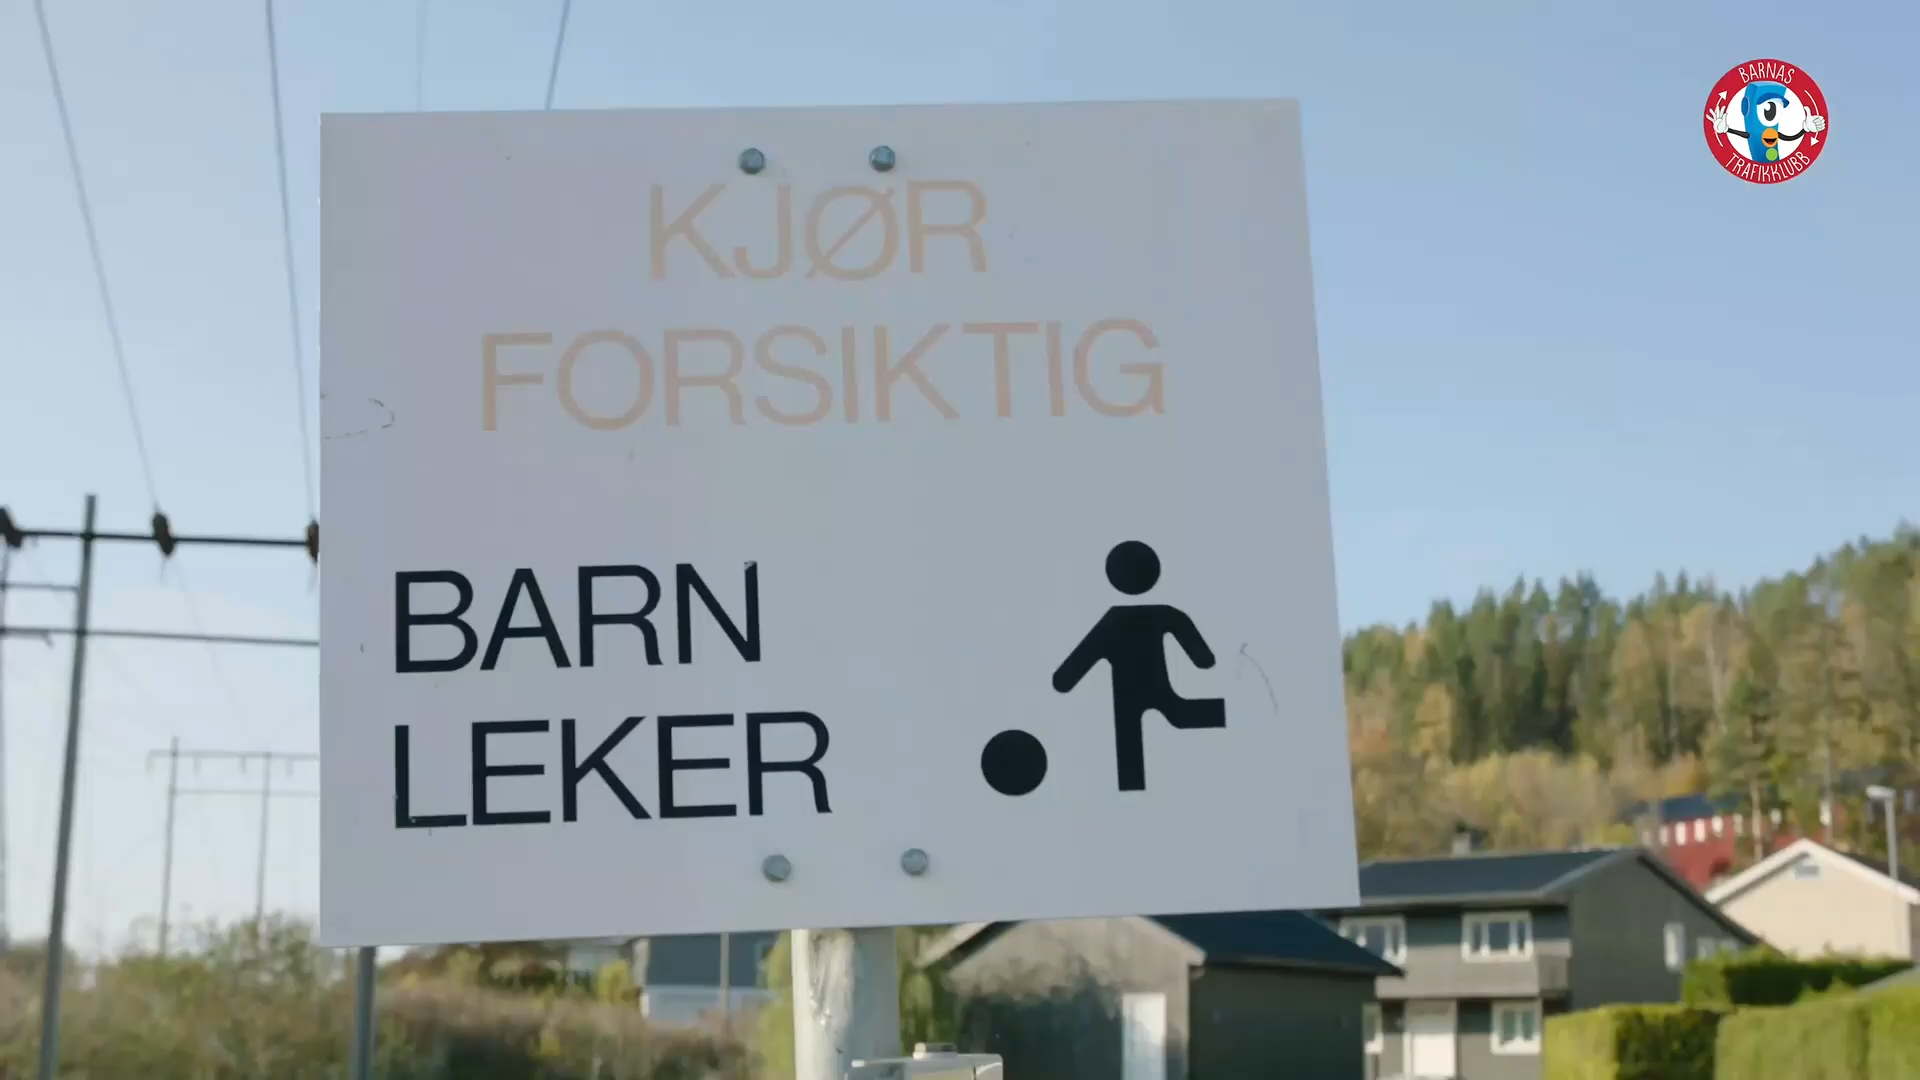 BARNAS
TRAFIKKLUBB
KJØR
FORSIKTIG
BARN
LEKER